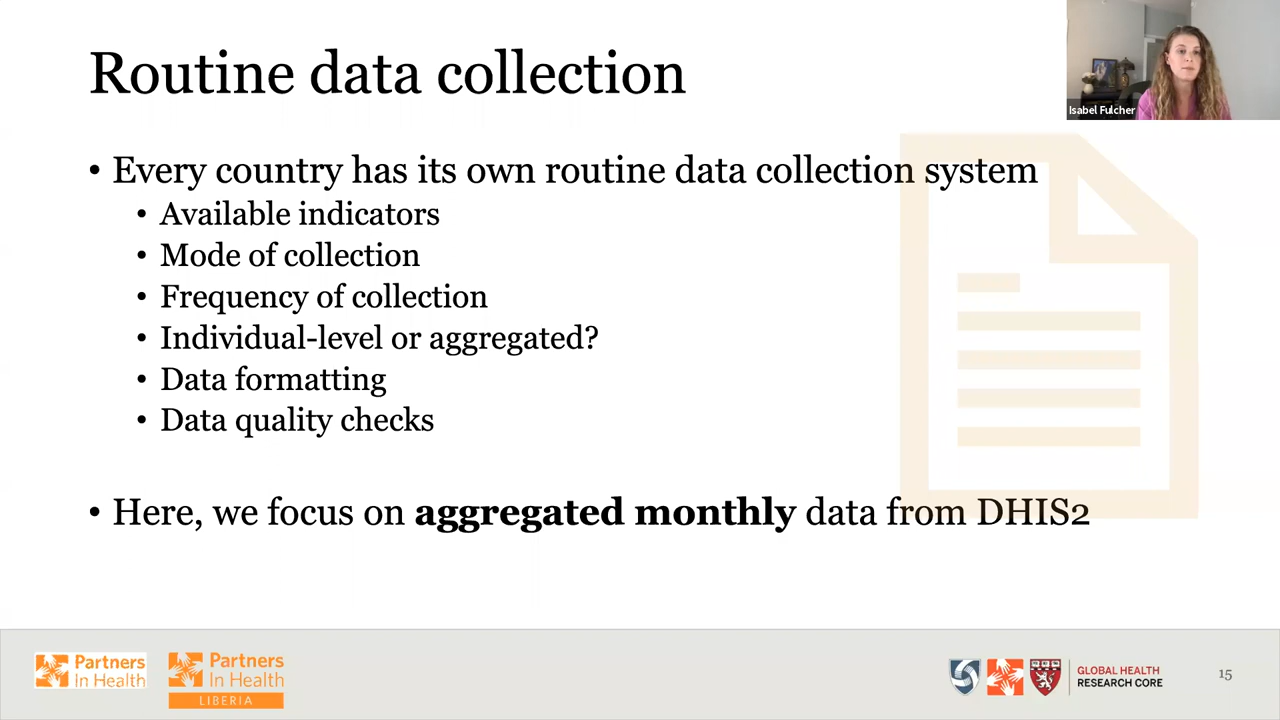 Routine data collection
Isabel Fulcher
• Every country has its own routine data collection system
• Available indicators
• Mode of collection
• Frequency of collection
• Individual-level or aggregated?
• Data formatting
• Data quality checks
• Here, we focus on aggregated monthly data from DHIS2
Partners
In Health
Partners
In Health
LIBERIA
GLOBAL HEALTH
RESEARCH CORE
15